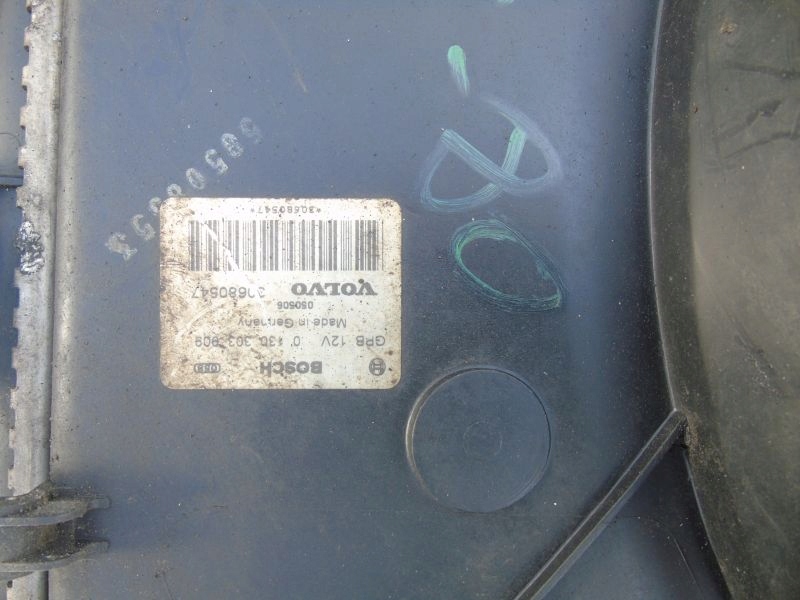 BOSCH
GPB 12V 0 130 303 909
Made in Germany
050506
VOLVO 30680547
*30680547*